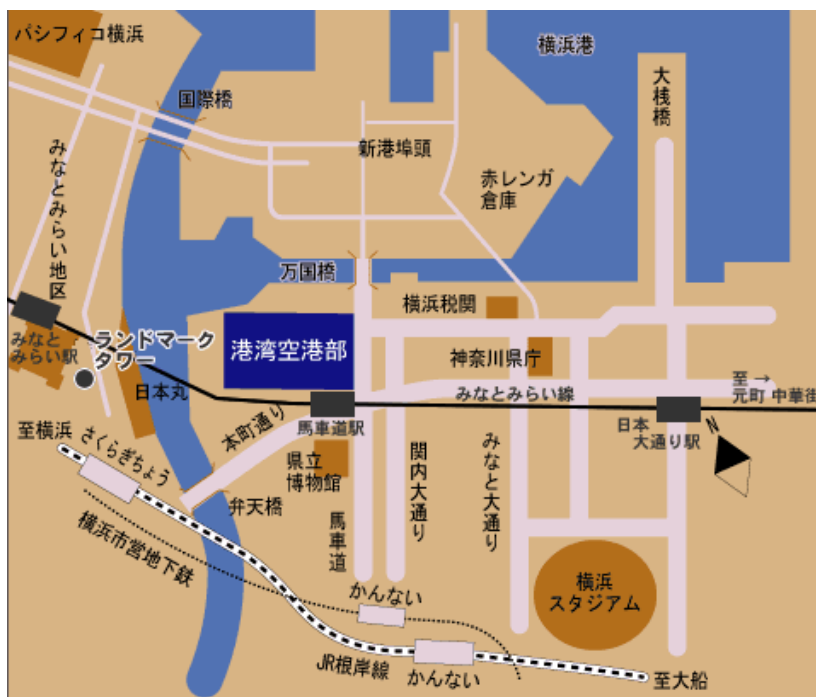 パシフィコ横浜
国際橋
横浜港
大桟橋
みなとみらい地区
新港埠頭
赤レンガ
倉庫
万国橋
横浜税関
みなと
みらい駅
ランドマーク
タワー
港湾空港部
神奈川県庁
日本丸
みなとみらい線
至→
元町 中華街
馬車道駅
日本
大通り駅
N
本町通り
至横浜
さくらぎちょう
県立
博物館
関内大通り
みなと大通り
弁天橋
馬車道
横浜市営地下鉄
かんない
横浜
スタジアム
JR根岸線
かんない
至大船